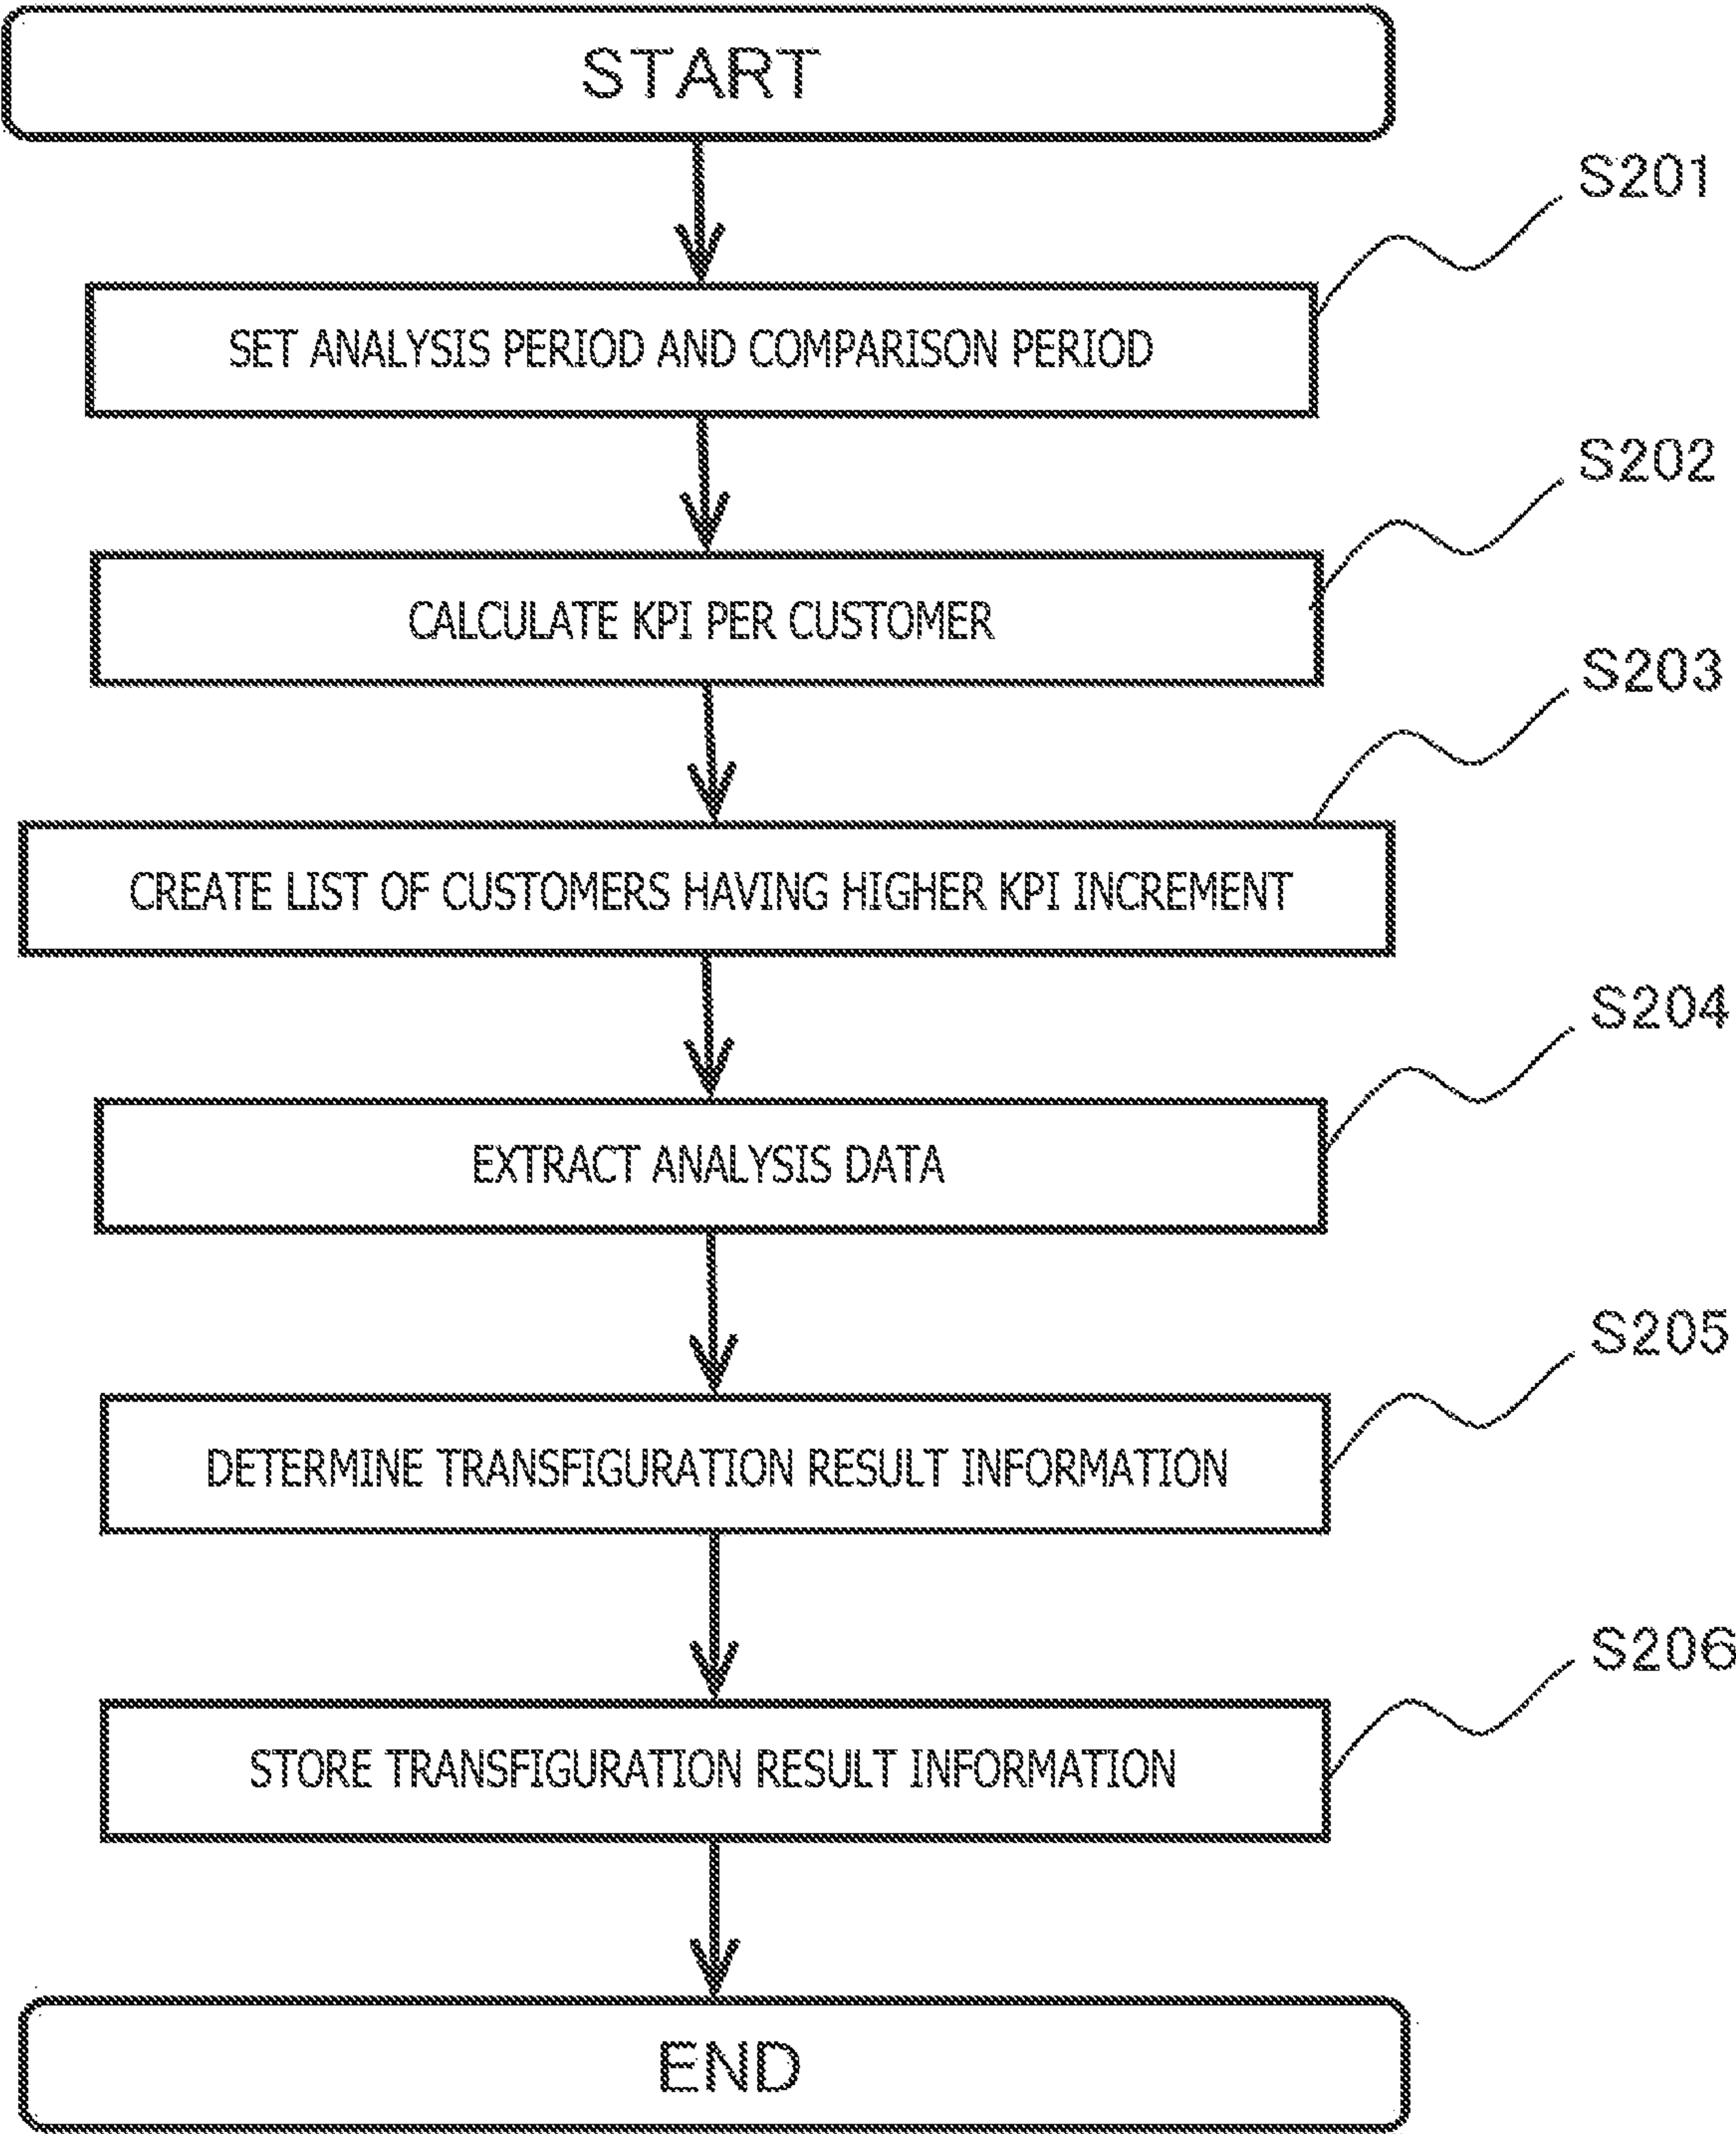 START
S201
SET ANALYSIS PERIOD AND COMPARISON PERIOD
S202
CALCULATE KPI PER CUSTOMER
S203
CREATE LIST OF CUSTOMERS HAVING HIGHER KPI INCREMENT
S204
EXTRACT ANALYSIS DATA
S205
DETERMINE TRANSFIGURATION RESULT INFORMATION
S206
STORE TRANSFIGURATION RESULT INFORMATION
END